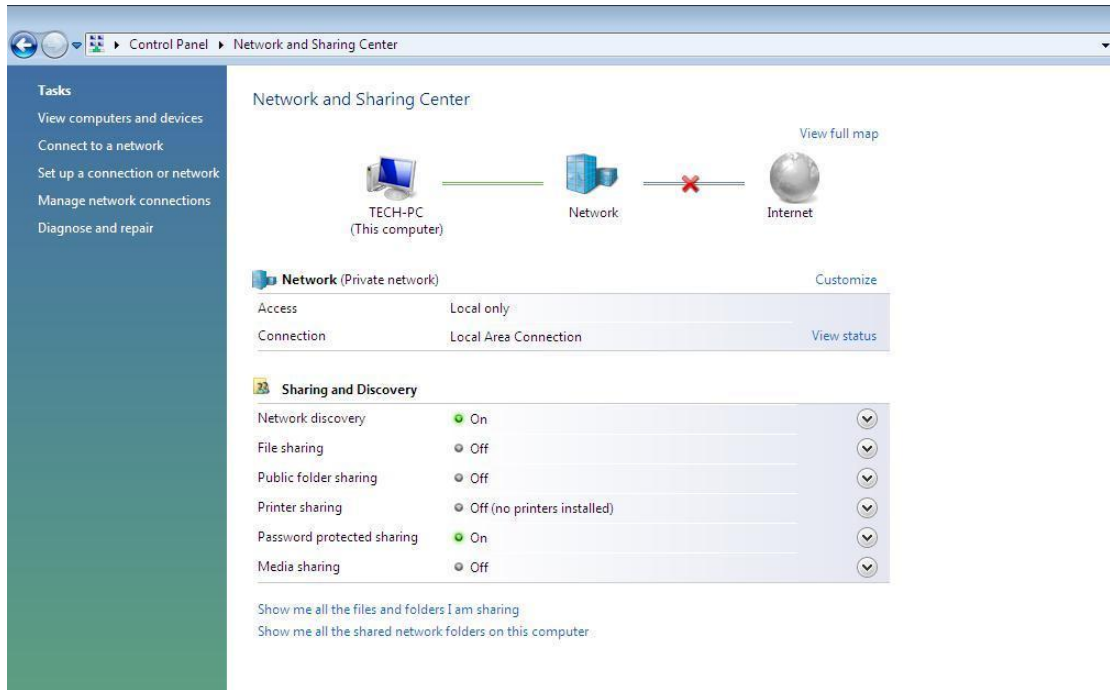 Control Panel Network and Sharing Center
Tasks
View computers and devices
Connect to a network
Set up a connection or network
Manage network connections
Diagnose and repair
Network and Sharing Center
View full map
TECH-PC
(This computer)
Network
Internet
Network (Private network) Customize
Access Local only
Connection Local Area Connection View status
Sharing and Discovery
Network discovery On
File sharing Off
Public folder sharing Off
Printer sharing Off (no printers installed)
Password protected sharing On
Media sharing Off
Show me all the files and folders I am sharing
Show me all the shared network folders on this computer